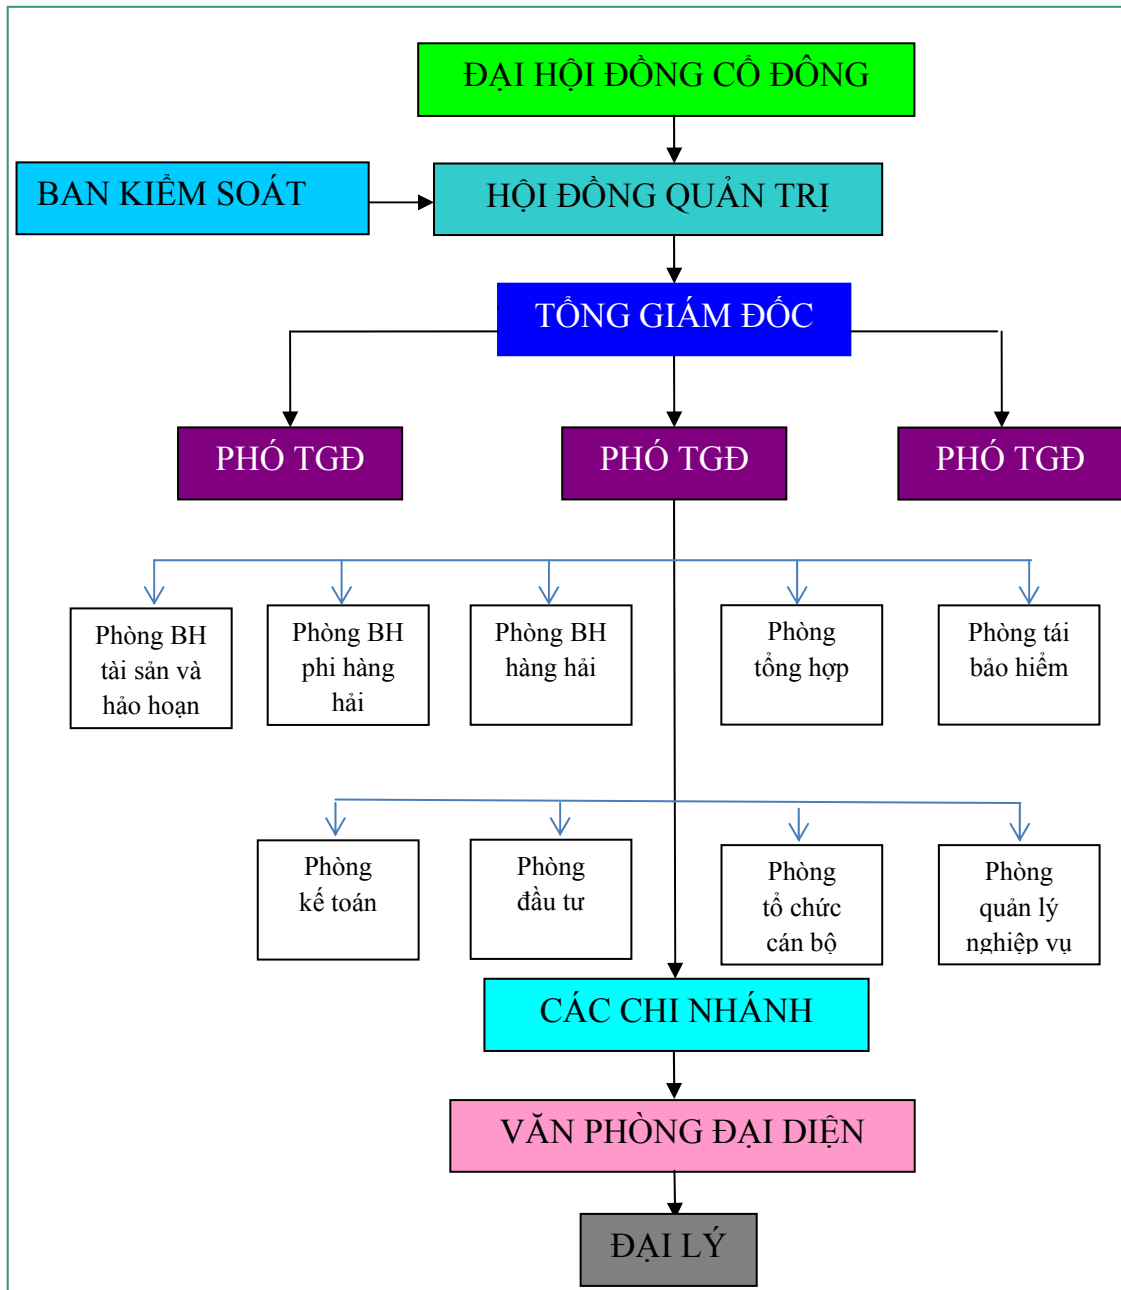 ĐẠI HỘI ĐỒNG CỔ ĐÔNG
BAN KIỂM SOÁT
HỘI ĐỒNG QUẢN TRỊ
TỔNG GIÁM ĐỐC
PHÓ TGĐ
PHÓ TGĐ
PHÓ TGĐ
Phòng BH
tài sản và
hảo hoạn
Phòng BH
phi hàng
hải
Phòng BH
hàng hải
Phòng
tổng hợp
Phòng tái
bảo hiểm
Phòng
kế toán
Phòng
đầu tư
Phòng
tổ chức
cán bộ
Phòng
quản lý
nghiệp vụ
CÁC CHI NHÁNH
VĂN PHÒNG ĐẠI DIỆN
ĐẠI LÝ